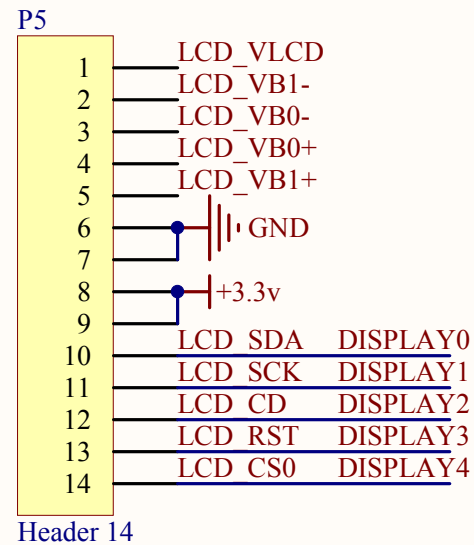 P5
1 LCD_VLCD
2 LCD_VB1-
3 LCD_VB0-
4 LCD_VB0+
5 LCD_VB1+
6 GND
7
8 +3.3v
9
10 LCD_SDA DISPLAY0
11 LCD_SCK DISPLAY1
12 LCD_CD DISPLAY2
13 LCD_RST DISPLAY3
14 LCD_CS0 DISPLAY4
Header 14